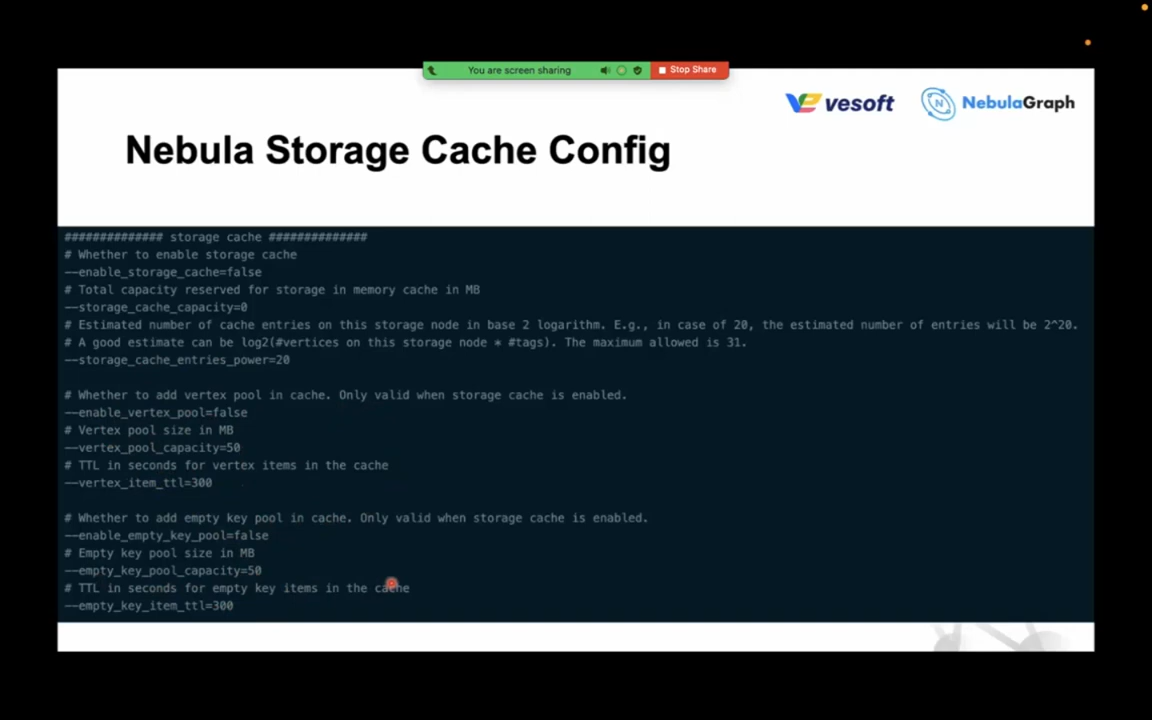 You are screen sharing
Stop Share
vesoft
N
NebulaGraph
Nebula Storage Cache Config
############## storage cache ##############
# Whether to enable storage cache
--enable_storage_cache=false
# Total capacity reserved for storage in memory cache in MB
--storage_cache_capacity=0
# Estimated number of cache entries on this storage node in base 2 logarithm. E.g., in case of 20, the estimated number of entries will be 2^20.
# A good estimate can be log2(#vertices on this storage node * #tags). The maximum allowed is 31.
--storage_cache_entries_power=20
# Whether to add vertex pool in cache. Only valid when storage cache is enabled.
--enable_vertex_pool=false
# Vertex pool size in MB
--vertex_pool_capacity=50
# TTL in seconds for vertex items in the cache
--vertex_item_ttl=300
# Whether to add empty key pool in cache. Only valid when storage cache is enabled.
--enable_empty_key_pool=false
# Empty key pool size in MB
--empty_key_pool_capacity=50
# TTL in seconds for empty key items in the cache
--empty_key_item_ttl=300